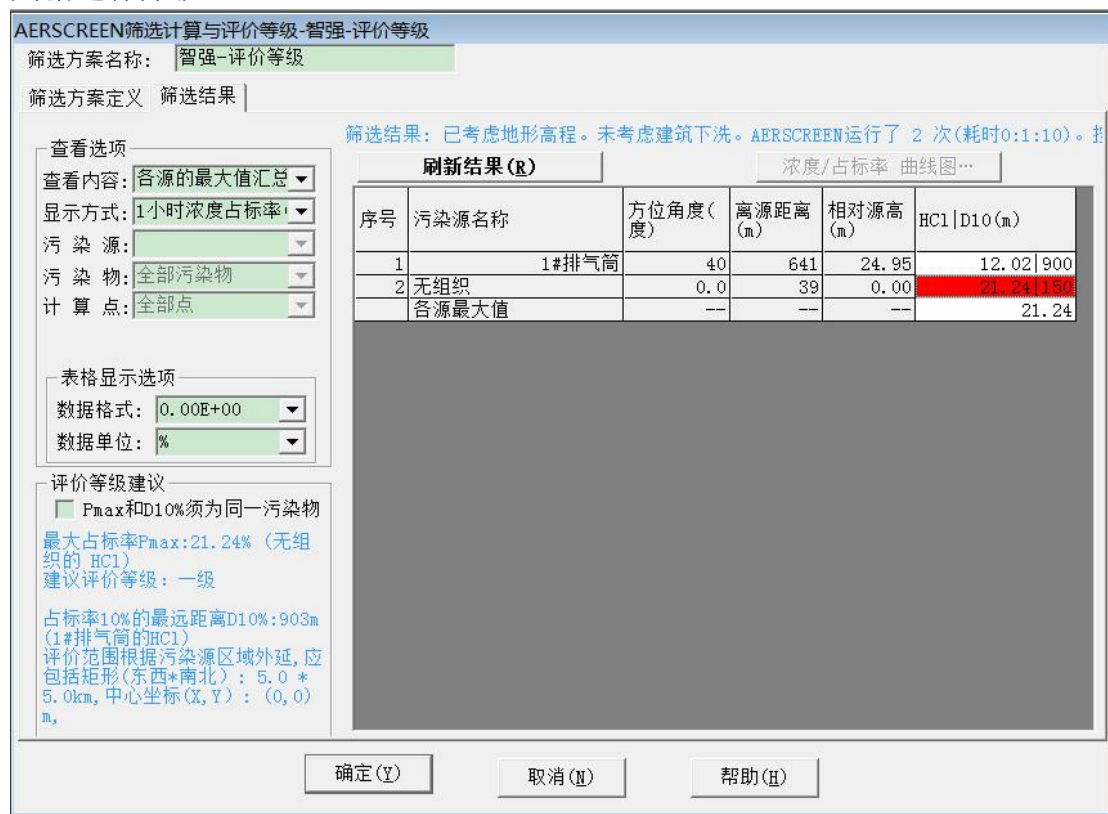 AERSCREEN筛选计算与评价等级-智强-评价等级
筛选方案名称: 智强-评价等级
筛选方案定义 筛选结果
筛选结果: 已考虑地形高程。未考虑建筑下洗。AERSCREEN运行了 2 次(耗时0:1:10)。
查看选项
查看内容: 各源的最大值汇总
显示方式: 1小时浓度占标率
污 染 源:
污 染 物: 全部污染物
计 算 点: 全部点
刷新结果(R) 浓度/占标率 曲线图…
序号 污染源名称 方位角度(度) 离源距离(m) 相对源高(m) HCl|D10(m)
1 1#排气筒 40 641 24.95 12.02|900
2 无组织 0.0 39 0.00 21.24|150
各源最大值 -- -- -- 21.24
表格显示选项
数据格式: 0.00E+00
数据单位: %
评价等级建议
Pmax和D10%须为同一污染物
最大占标率Pmax:21.24% (无组
织的 HCl)
建议评价等级: 一级
占标率10%的最远距离D10%:903m
(1#排气筒的HCl)
评价范围根据污染源区域外延,应
包括矩形(东西*南北): 5.0 *
5.0km,中心坐标(X,Y): (0,0)
m,
确定(Y) 取消(N) 帮助(H)